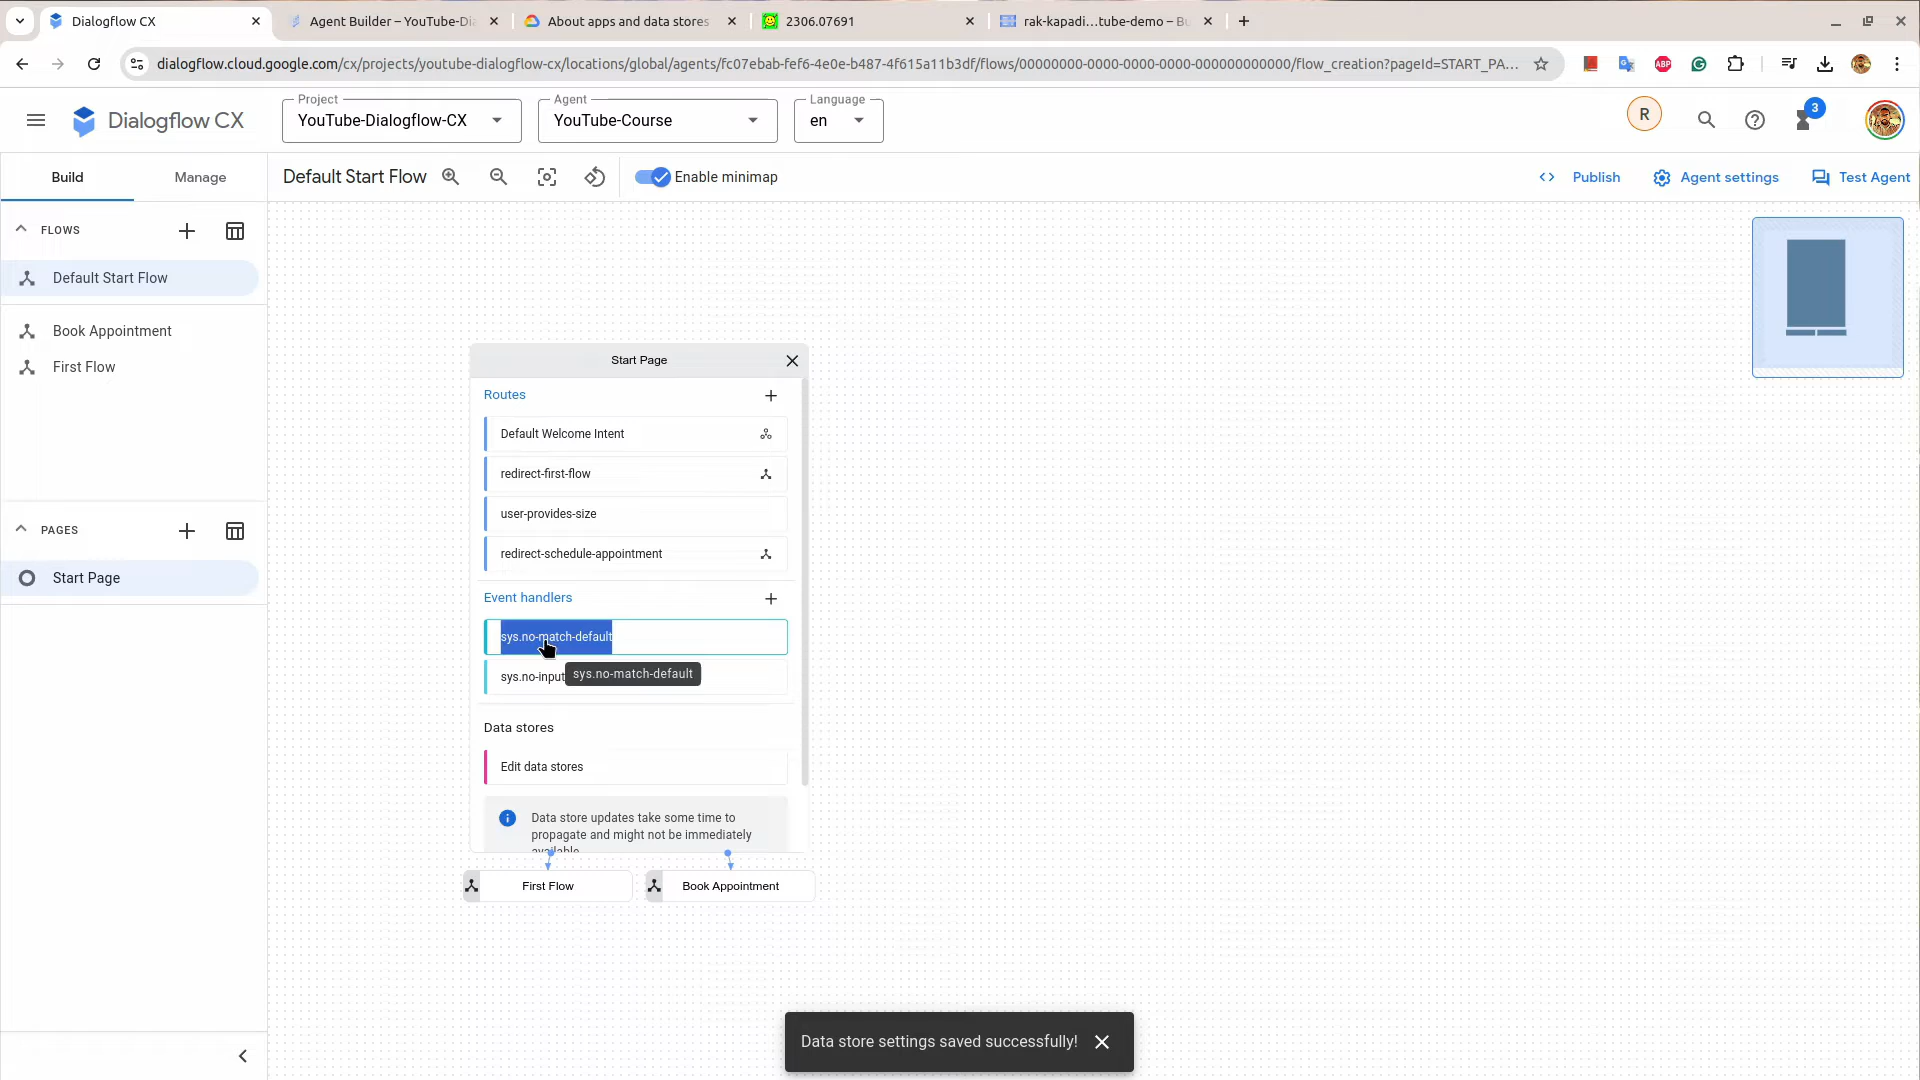 Dialogflow CX
Agent Builder – YouTube-Dia
About apps and data stores
2306.07691
rak-kapadi...tube-demo – Bu
dialogflow.cloud.google.com/cx/projects/youtube-dialogflow-cx/locations/global/agents/fc07ebab-fef6-4e0e-b487-4f615a11b3df/flows/00000000-0000-0000-0000-000000000000/flow_creation?pageId=START_PA...
ABP
Dialogflow CX
Project
YouTube-Dialogflow-CX
Agent
YouTube-Course
Language
en
R
3
Build
Manage
Default Start Flow
Enable minimap
Publish
Agent settings
Test Agent
FLOWS
Default Start Flow
Book Appointment
First Flow
PAGES
Start Page
Start Page
Routes
Default Welcome Intent
redirect-first-flow
user-provides-size
redirect-schedule-appointment
Event handlers
sys.no-match-default
sys.no-input
sys.no-match-default
Data stores
Edit data stores
Data store updates take some time to
propagate and might not be immediately
available
First Flow
Book Appointment
Data store settings saved successfully!